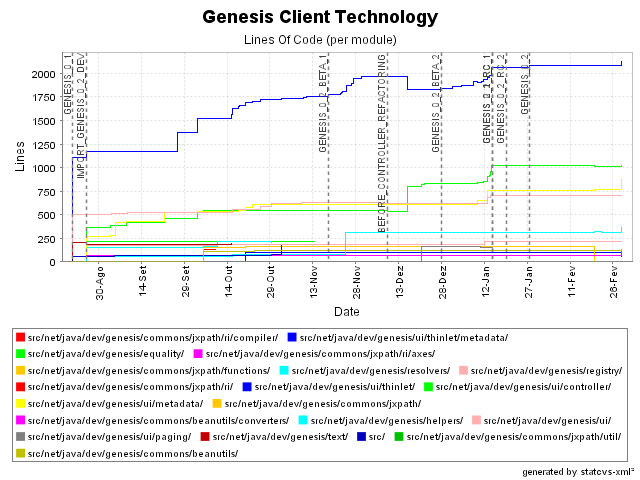 Genesis Client Technology
Lines Of Code (per module)
Lines
2000
1750
1500
1250
1000
750
500
250
0
GENESIS_0_1
IMPORT_GENESIS_0_2_DEV
GENESIS_0_2_BETA_1
BEFORE_CONTROLLER_REFACTORING
GENESIS_0_2_BETA_2
GENESIS_0_2_RC_1
GENESIS_0_2_RC_2
GENESIS_0_2
30-Ago
14-Set
29-Set
14-Out
29-Out
13-Nov
28-Nov
13-Dez
28-Dez
12-Jan
27-Jan
11-Fev
26-Fev
Date
src/net/java/dev/genesis/commons/jxpath/ri/compiler/ src/net/java/dev/genesis/ui/thinlet/metadata/
src/net/java/dev/genesis/equality/ src/net/java/dev/genesis/commons/jxpath/ri/axes/
src/net/java/dev/genesis/commons/jxpath/functions/ src/net/java/dev/genesis/resolvers/ src/net/java/dev/genesis/registry/
src/net/java/dev/genesis/commons/jxpath/ri/ src/net/java/dev/genesis/ui/thinlet/ src/net/java/dev/genesis/ui/controller/
src/net/java/dev/genesis/ui/metadata/ src/net/java/dev/genesis/commons/jxpath/
src/net/java/dev/genesis/commons/beanutils/converters/ src/net/java/dev/genesis/helpers/ src/net/java/dev/genesis/ui/
src/net/java/dev/genesis/ui/paging/ src/net/java/dev/genesis/text/ src/ src/net/java/dev/genesis/commons/jxpath/util/
src/net/java/dev/genesis/commons/beanutils/
generated by statcvs-xml²